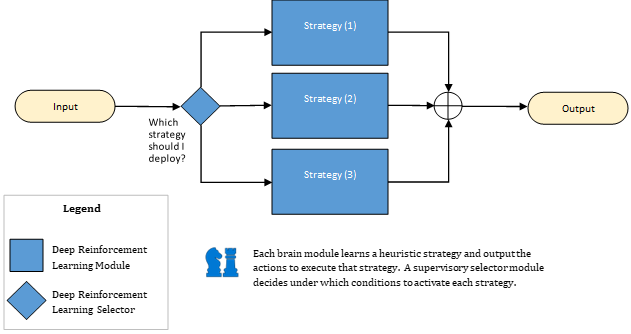 Strategy (1)
Strategy (2)
Strategy (3)
Input
Output
Which
strategy
should I
deploy?
Legend
Deep Reinforcement
Learning Module
Deep Reinforcement
Learning Selector
Each brain module learns a heuristic strategy and output the
actions to execute that strategy. A supervisory selector module
decides under which conditions to activate each strategy.